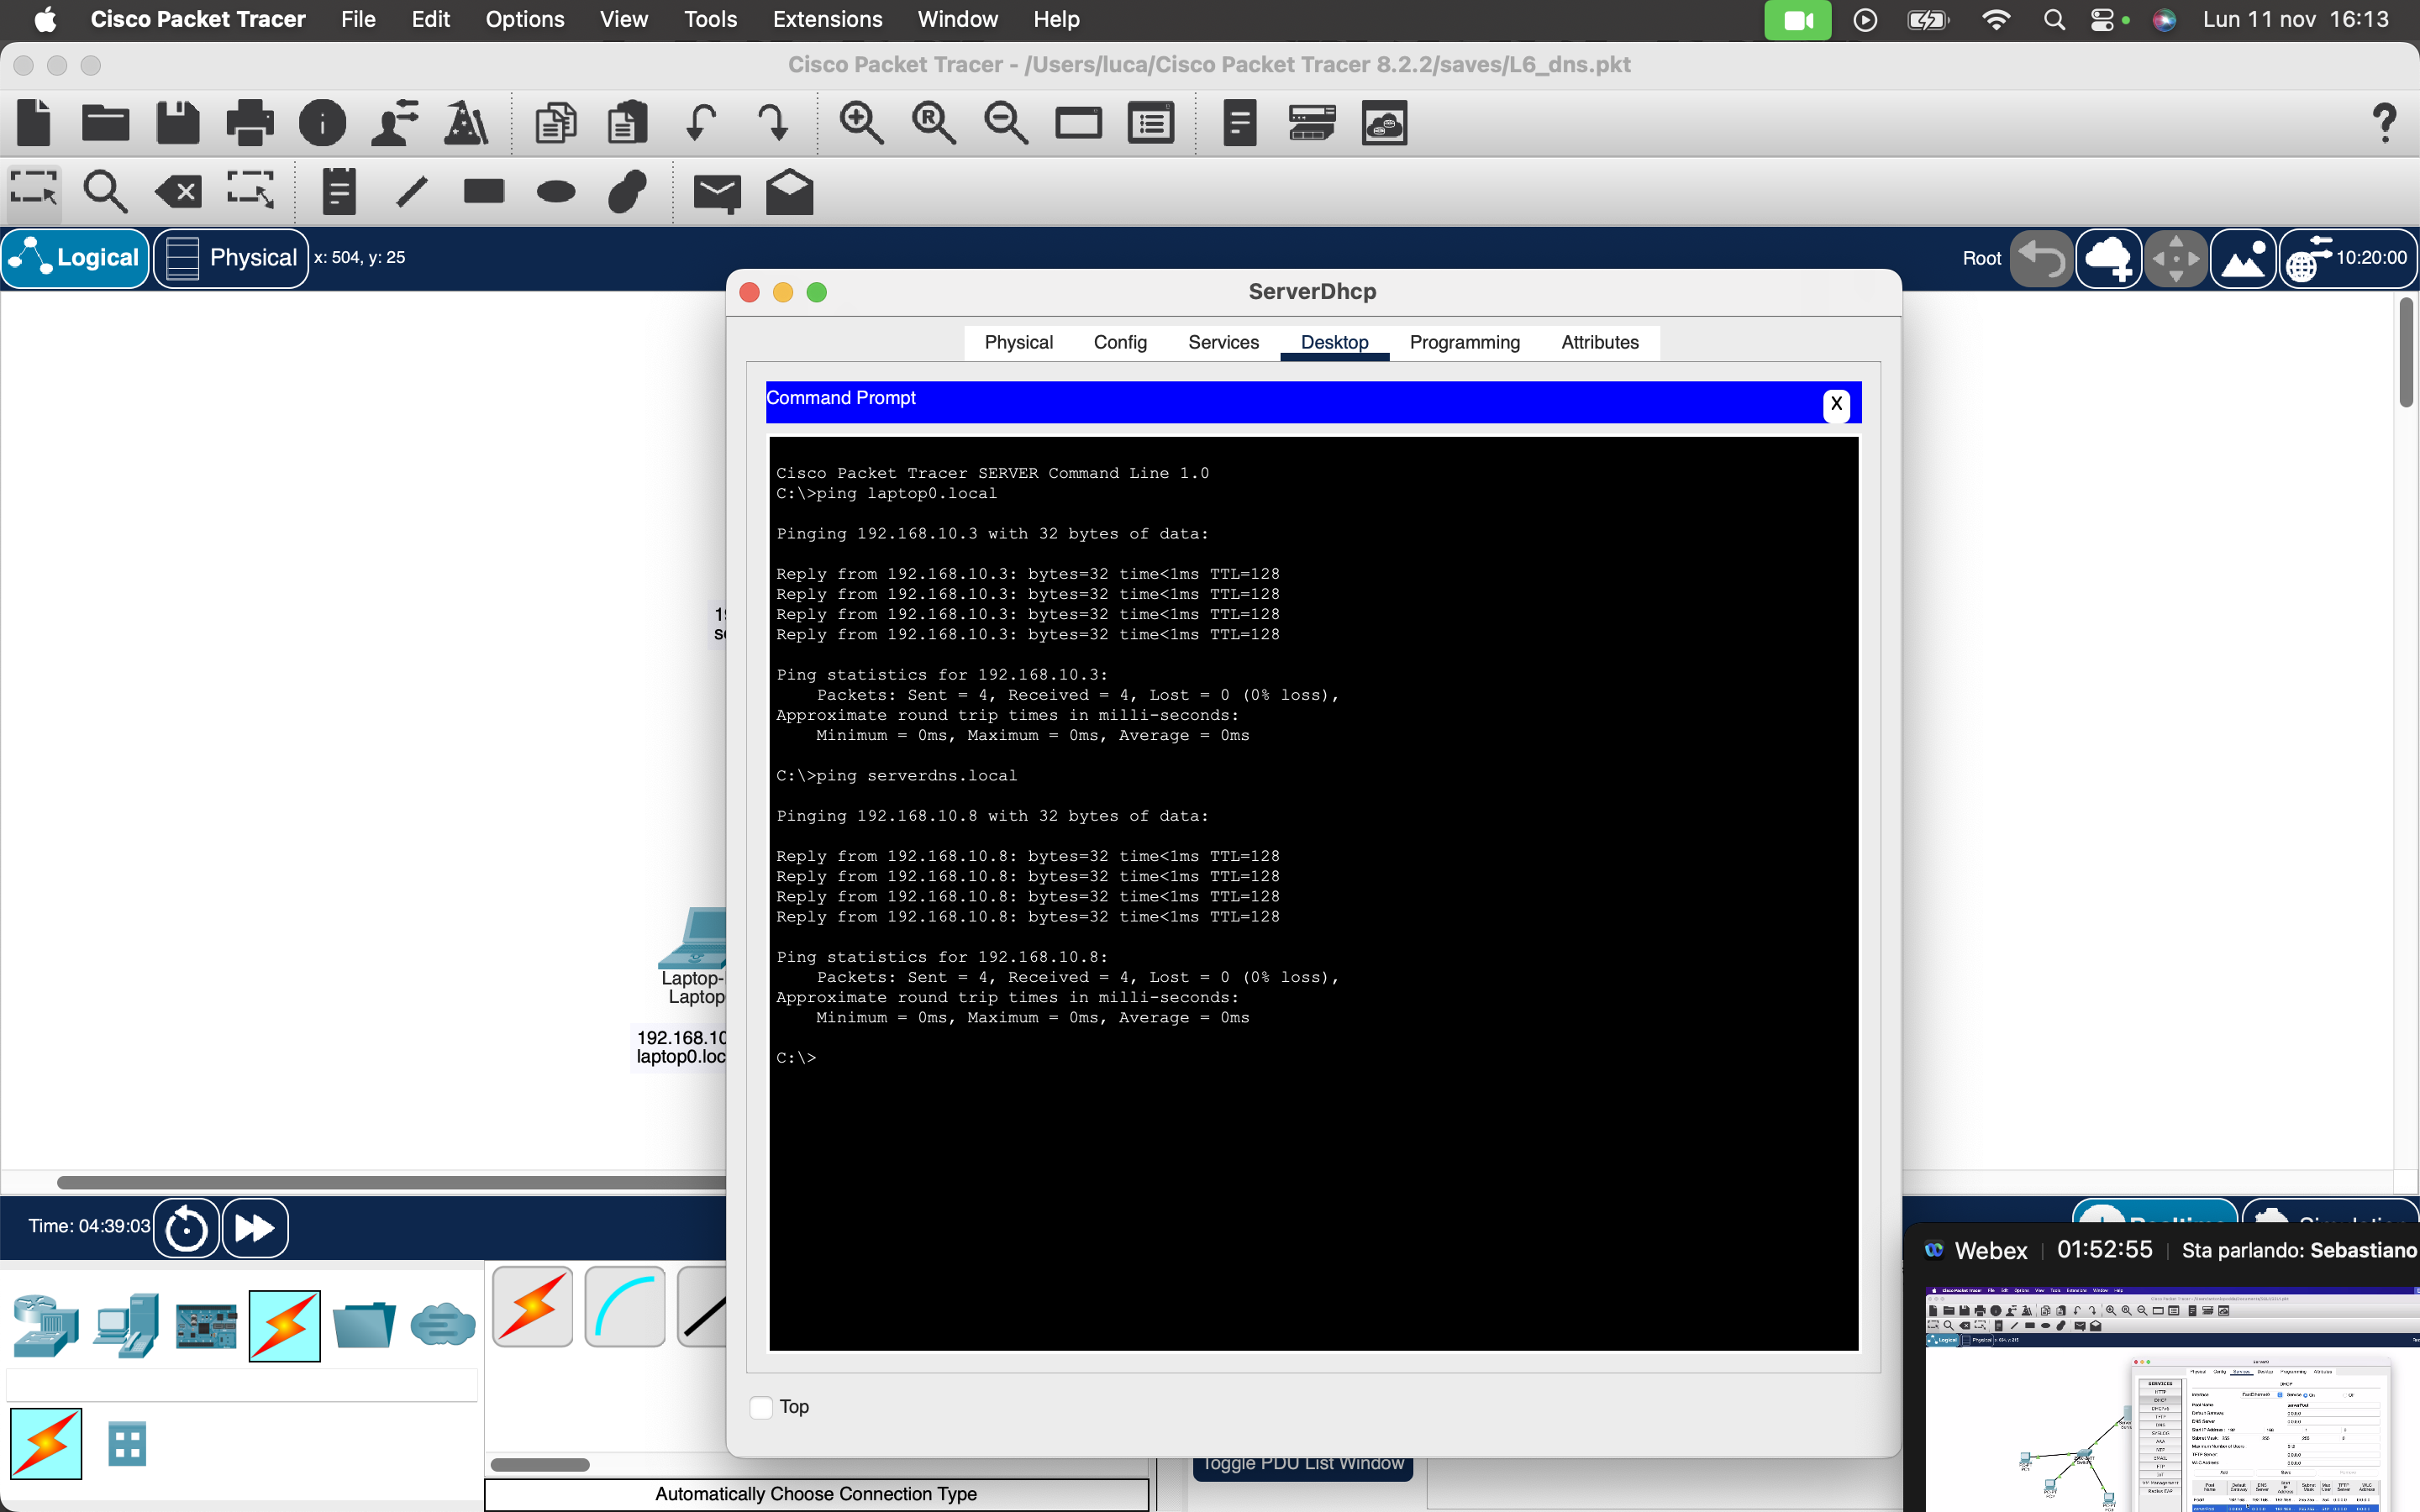 Cisco Packet Tracer File Edit Options View Tools Extensions Window Help Lun 11 nov 16:13
Cisco Packet Tracer - /Users/luca/Cisco Packet Tracer 8.2.2/saves/L6_dns.pkt
Logical Physical x: 504, y: 25 Root 10:20:00
ServerDhcp
Physical Config Services Desktop Programming Attributes
Command Prompt X
Cisco Packet Tracer SERVER Command Line 1.0
C:\>ping laptop0.local
Pinging 192.168.10.3 with 32 bytes of data:
Reply from 192.168.10.3: bytes=32 time<1ms TTL=128
Reply from 192.168.10.3: bytes=32 time<1ms TTL=128
Reply from 192.168.10.3: bytes=32 time<1ms TTL=128
Reply from 192.168.10.3: bytes=32 time<1ms TTL=128
Ping statistics for 192.168.10.3:
Packets: Sent = 4, Received = 4, Lost = 0 (0% loss),
Approximate round trip times in milli-seconds:
Minimum = 0ms, Maximum = 0ms, Average = 0ms
C:\>ping serverdns.local
Pinging 192.168.10.8 with 32 bytes of data:
Reply from 192.168.10.8: bytes=32 time<1ms TTL=128
Reply from 192.168.10.8: bytes=32 time<1ms TTL=128
Reply from 192.168.10.8: bytes=32 time<1ms TTL=128
Reply from 192.168.10.8: bytes=32 time<1ms TTL=128
Ping statistics for 192.168.10.8:
Packets: Sent = 4, Received = 4, Lost = 0 (0% loss),
Approximate round trip times in milli-seconds:
Minimum = 0ms, Maximum = 0ms, Average = 0ms
C:\>
Laptop-
Laptop
192.168.10
laptop0.loc
Top
Time: 04:39:03
Webex 01:52:55 Sta parlando: Sebastiano
Toggle PDU List Window
Automatically Choose Connection Type